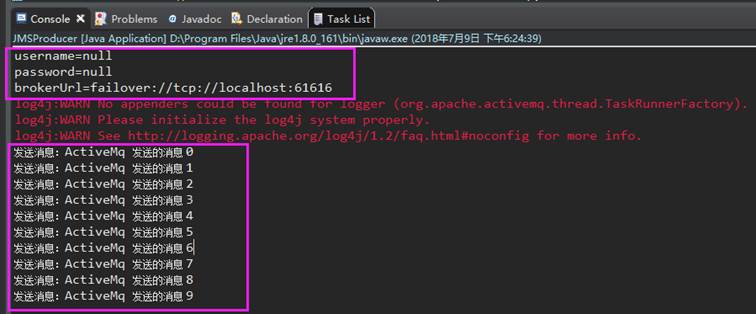 Console Problems Javadoc Declaration Task List
JMSProducer [Java Application] D:\Program Files\Java\jre1.8.0_161\bin\javaw.exe (2018年7月9日 下午6:24:39)
username=null
password=null
brokerUrl=failover://tcp://localhost:61616
log4j:WARN No appenders could be found for logger (org.apache.activemq.thread.TaskRunnerFactory).
log4j:WARN Please initialize the log4j system properly.
log4j:WARN See http://logging.apache.org/log4j/1.2/faq.html#noconfig for more info.
发送消息：ActiveMq 发送的消息0
发送消息：ActiveMq 发送的消息1
发送消息：ActiveMq 发送的消息2
发送消息：ActiveMq 发送的消息3
发送消息：ActiveMq 发送的消息4
发送消息：ActiveMq 发送的消息5
发送消息：ActiveMq 发送的消息6
发送消息：ActiveMq 发送的消息7
发送消息：ActiveMq 发送的消息8
发送消息：ActiveMq 发送的消息9